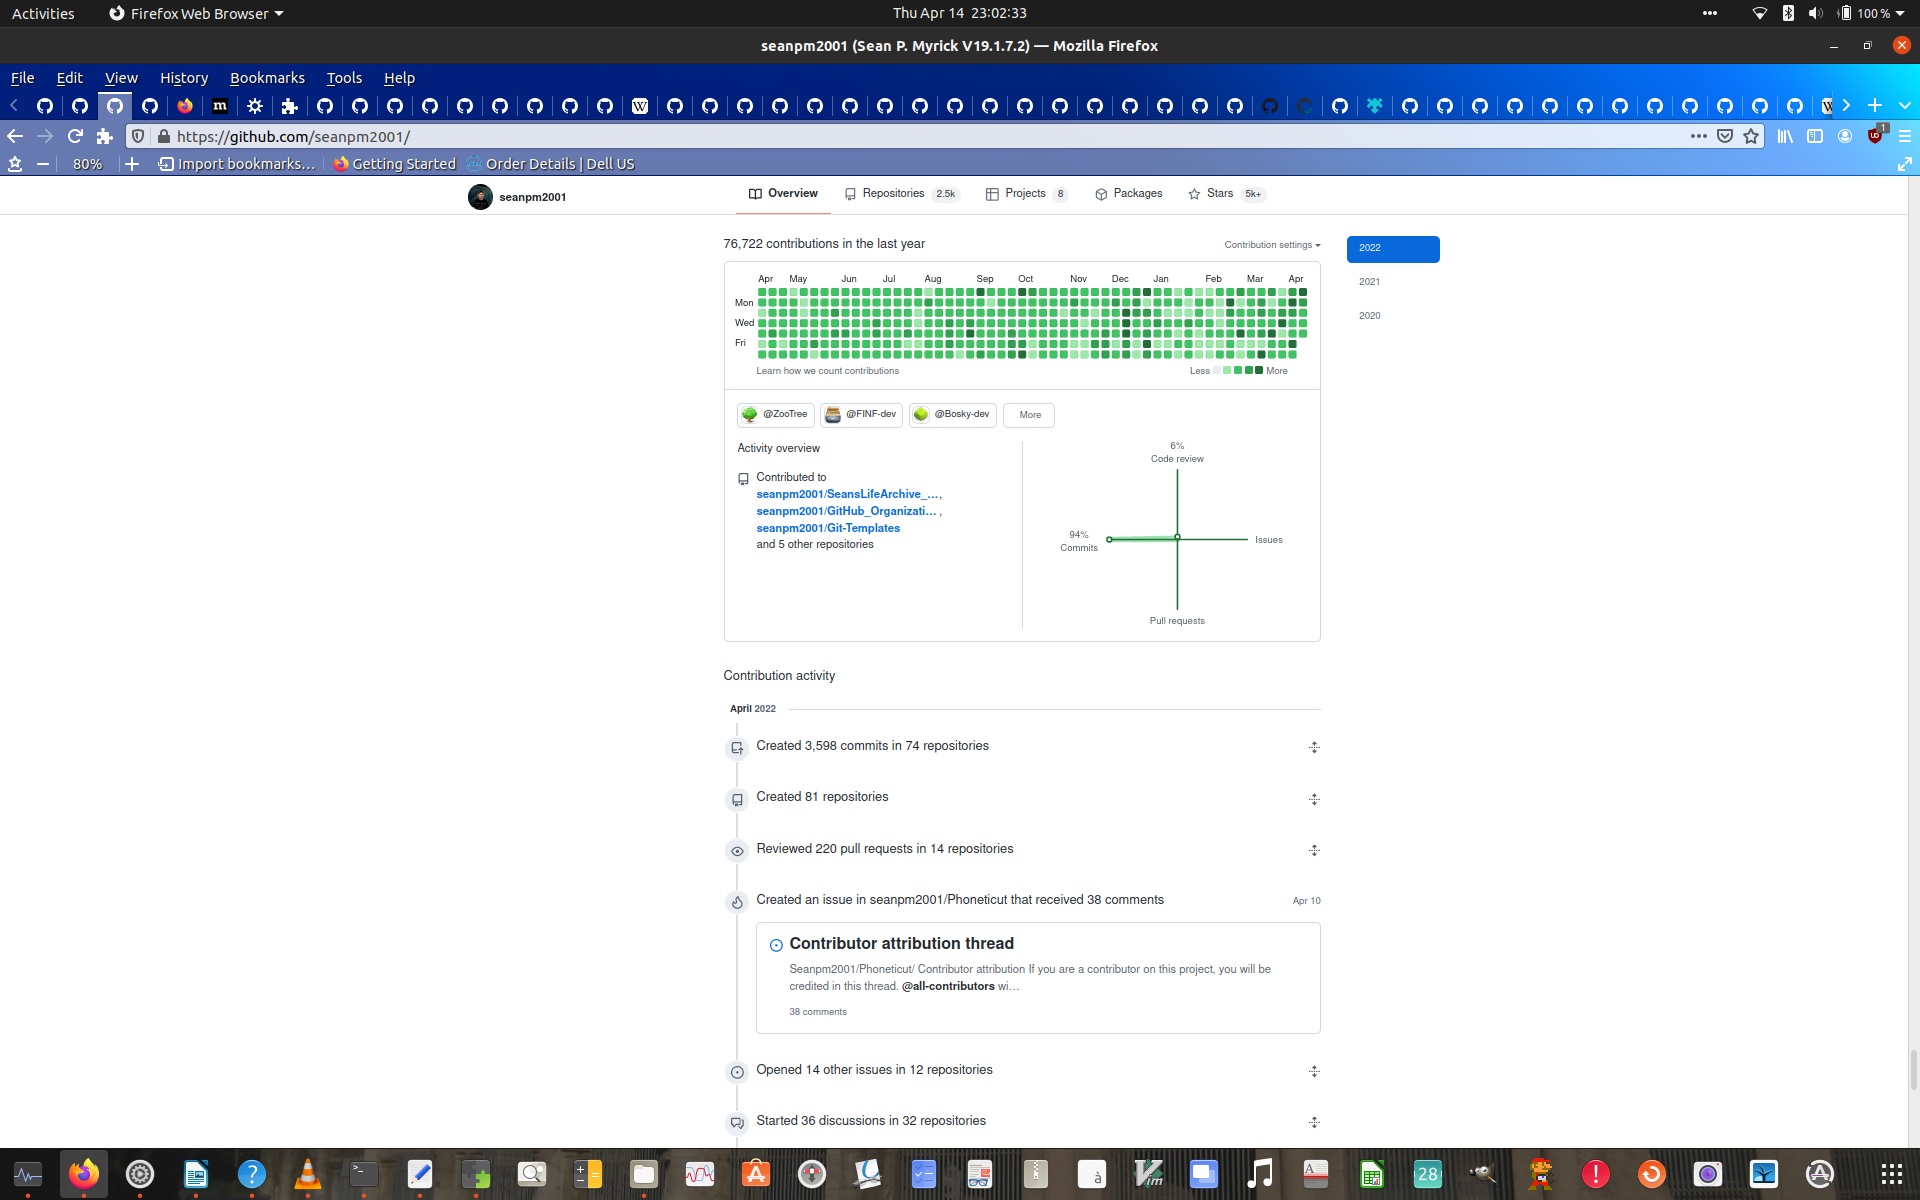 Activities
Firefox Web Browser
Thu Apr 14 23:02:33
100 %
seanpm2001 (Sean P. Myrick V19.1.7.2) — Mozilla Firefox
File Edit View History Bookmarks Tools Help
https://github.com/seanpm2001/
1
80%
Import bookmarks...
Getting Started
Order Details | Dell US
seanpm2001
Overview
Repositories 2.5k
Projects 8
Packages
Stars 5k+
76,722 contributions in the last year
Contribution settings
2022
2021
2020
Apr May Jun Jul Aug Sep Oct Nov Dec Jan Feb Mar Apr
Mon
Wed
Fri
Learn how we count contributions
Less More
@ZooTree
@FINF-dev
@Bosky-dev
More
Activity overview
Contributed to
seanpm2001/SeansLifeArchive_...,
seanpm2001/GitHub_Organizati... ,
seanpm2001/Git-Templates
and 5 other repositories
6%
Code review
94%
Commits
Issues
Pull requests
Contribution activity
April 2022
Created 3,598 commits in 74 repositories
Created 81 repositories
Reviewed 220 pull requests in 14 repositories
Created an issue in seanpm2001/Phoneticut that received 38 comments
Apr 10
Contributor attribution thread
Seanpm2001/Phoneticut/ Contributor attribution If you are a contributor on this project, you will be
credited in this thread. @all-contributors wi...
38 comments
Opened 14 other issues in 12 repositories
Started 36 discussions in 32 repositories
28